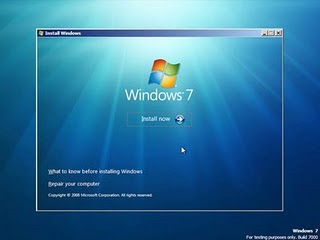 Install Windows
Windows 7
Install now
What to know before installing Windows
Repair your computer
Copyright © 2008 Microsoft Corporation. All rights reserved.
Windows 7
For testing purposes only. Build 7000